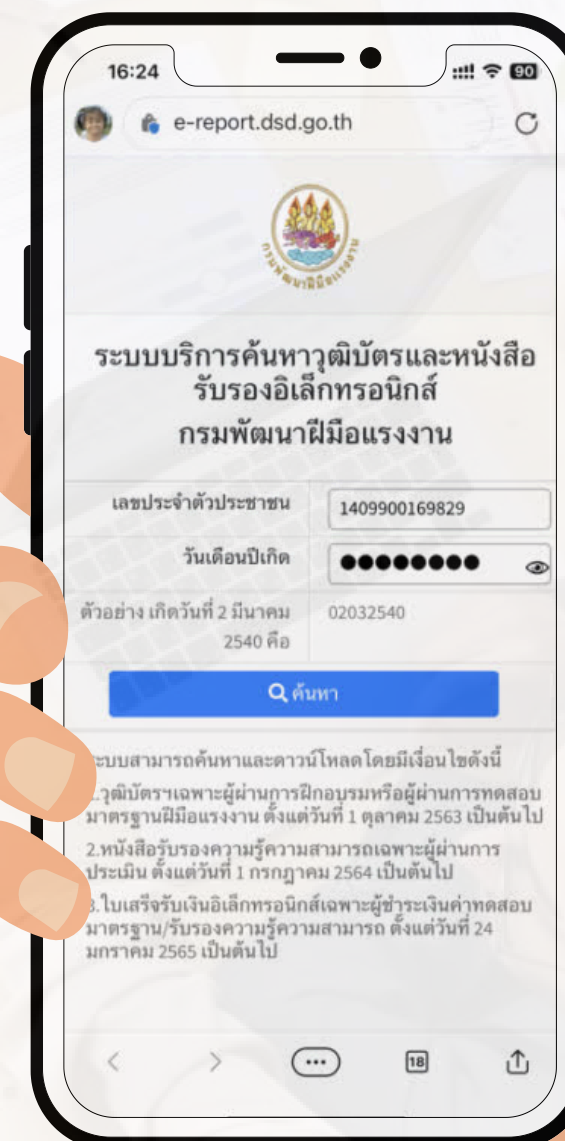 16:24
90
e-report.dsd.go.th
กรมพัฒนาฝีมือแรงงาน
ระบบบริการค้นหาวุฒิบัตรและหนังสือ
รับรองอิเล็กทรอนิกส์
กรมพัฒนาฝีมือแรงงาน
เลขประจำตัวประชาชน 1409900169829
วันเดือนปีเกิด ●●●●●●●●
ตัวอย่าง เกิดวันที่ 2 มีนาคม 02032540
2540 คือ
ค้นหา
ระบบสามารถค้นหาและดาวน์โหลดโดยมีเงื่อนไขดังนี้
1.วุฒิบัตรฯเฉพาะผู้ผ่านการฝึกอบรมหรือผู้ผ่านการทดสอบ
มาตรฐานฝีมือแรงงาน ตั้งแต่วันที่ 1 ตุลาคม 2563 เป็นต้นไป
2.หนังสือรับรองความรู้ความสามารถเฉพาะผู้ผ่านการ
ประเมิน ตั้งแต่วันที่ 1 กรกฎาคม 2564 เป็นต้นไป
3.ใบเสร็จรับเงินอิเล็กทรอนิกส์เฉพาะผู้ชำระเงินค่าทดสอบ
มาตรฐาน/รับรองความรู้ความสามารถ ตั้งแต่วันที่ 24
มกราคม 2565 เป็นต้นไป
18